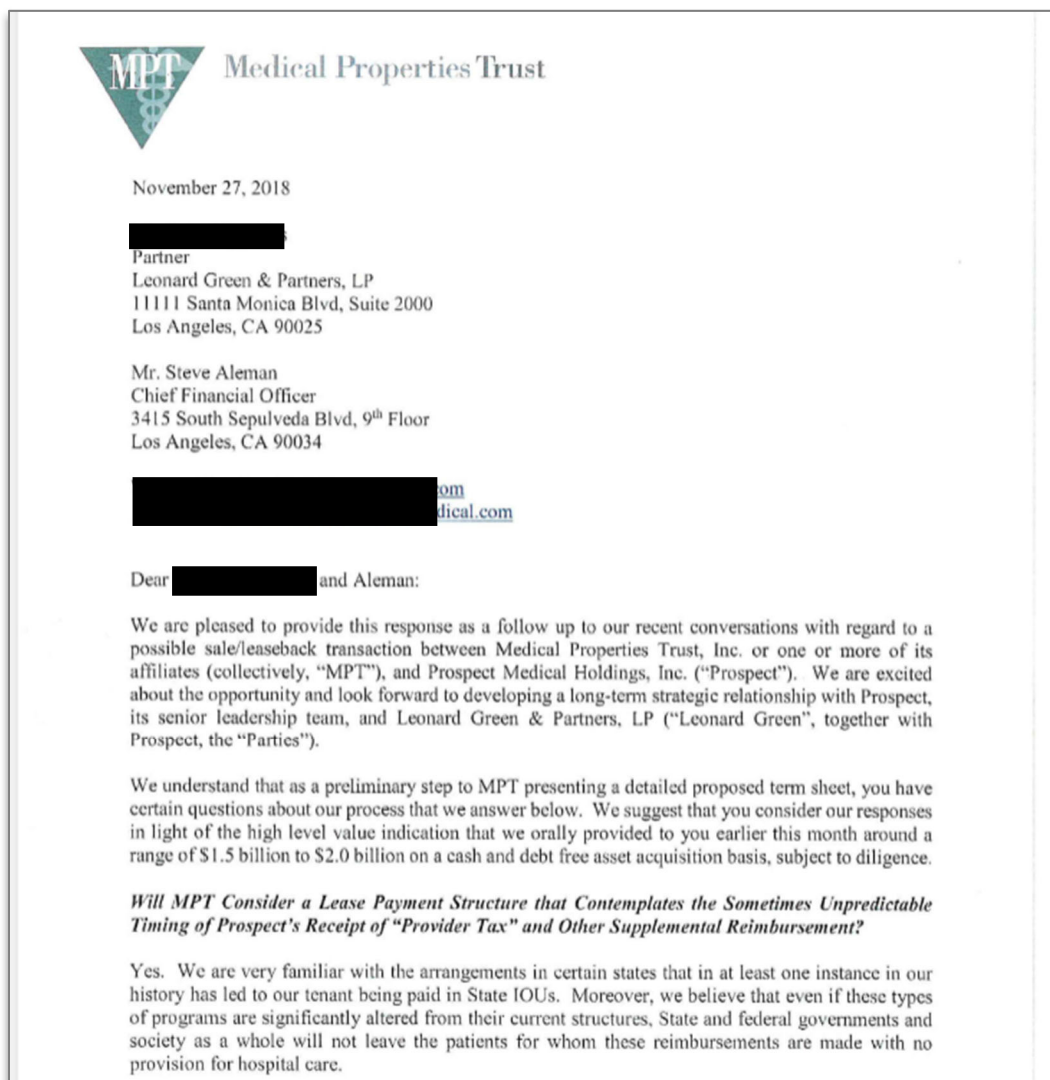 MPT Medical Properties Trust
November 27, 2018
Partner
Leonard Green & Partners, LP
11111 Santa Monica Blvd, Suite 2000
Los Angeles, CA 90025
Mr. Steve Aleman
Chief Financial Officer
3415 South Sepulveda Blvd, 9th Floor
Los Angeles, CA 90034
om
dical.com
Dear and Aleman:
We are pleased to provide this response as a follow up to our recent conversations with regard to a
possible sale/leaseback transaction between Medical Properties Trust, Inc. or one or more of its
affiliates (collectively, “MPT”), and Prospect Medical Holdings, Inc. (“Prospect”). We are excited
about the opportunity and look forward to developing a long-term strategic relationship with Prospect,
its senior leadership team, and Leonard Green & Partners, LP (“Leonard Green”, together with
Prospect, the “Parties”).
We understand that as a preliminary step to MPT presenting a detailed proposed term sheet, you have
certain questions about our process that we answer below. We suggest that you consider our responses
in light of the high level value indication that we orally provided to you earlier this month around a
range of $1.5 billion to $2.0 billion on a cash and debt free asset acquisition basis, subject to diligence.
Will MPT Consider a Lease Payment Structure that Contemplates the Sometimes Unpredictable
Timing of Prospect’s Receipt of “Provider Tax” and Other Supplemental Reimbursement?
Yes. We are very familiar with the arrangements in certain states that in at least one instance in our
history has led to our tenant being paid in State IOUs. Moreover, we believe that even if these types
of programs are significantly altered from their current structures, State and federal governments and
society as a whole will not leave the patients for whom these reimbursements are made with no
provision for hospital care.